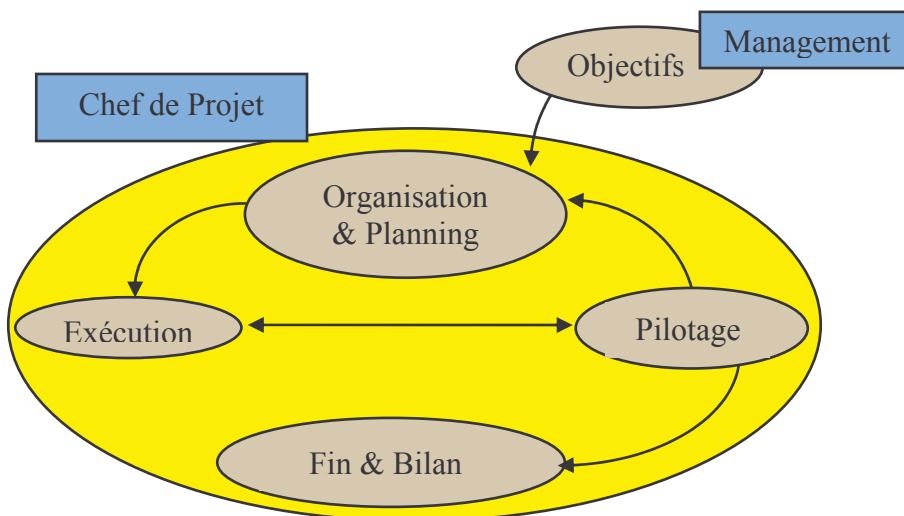 Management
Objectifs
Chef de Projet
Organisation
& Planning
Exécution
Pilotage
Fin & Bilan